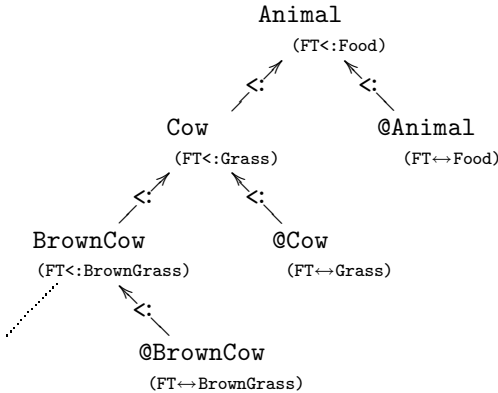 Animal
(FT<:Food)
<: <:
Cow @Animal
(FT<:Grass) (FT↔Food)
<: <:
BrownCow @Cow
(FT<:BrownGrass) (FT↔Grass)
<:
@BrownCow
(FT↔BrownGrass)